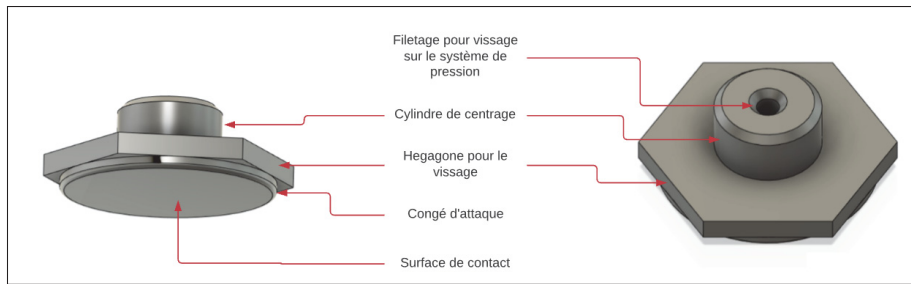 Filetage pour vissage
sur le système de
pression
Cylindre de centrage
Hegagone pour le
vissage
Congé d'attaque
Surface de contact